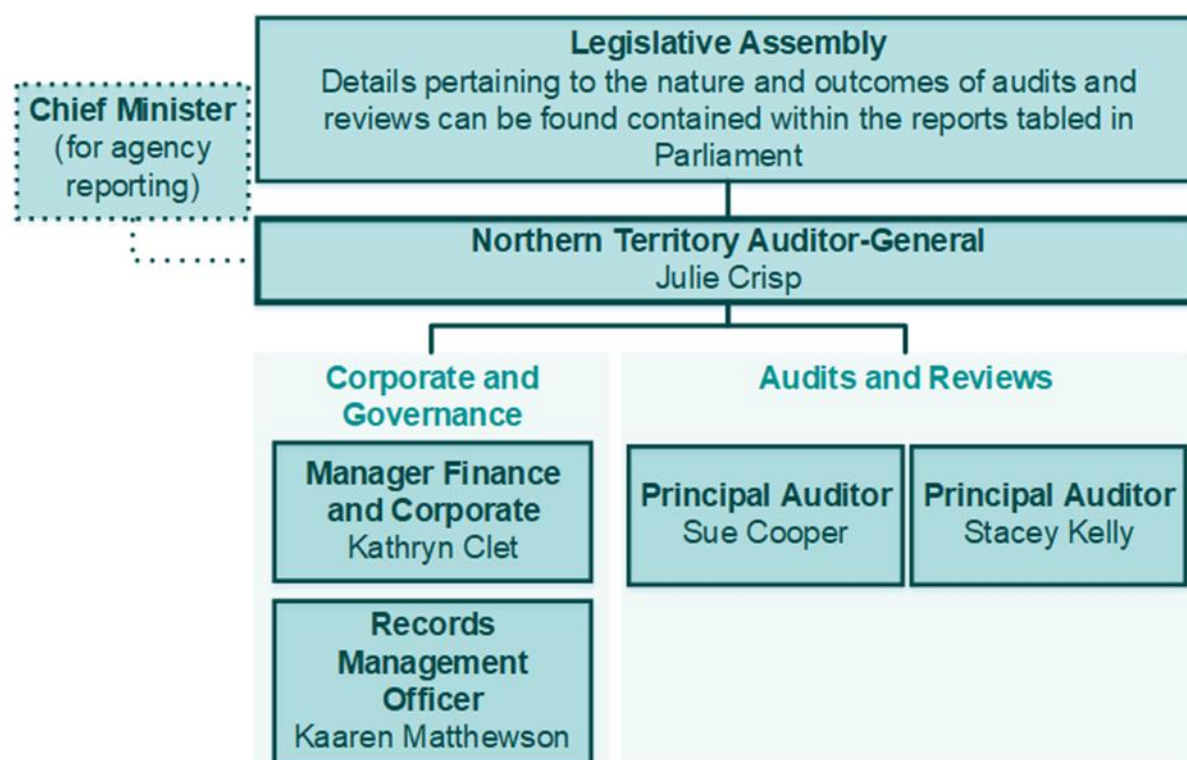 Legislative Assembly
Details pertaining to the nature and outcomes of audits and
reviews can be found contained within the reports tabled in
Parliament
Chief Minister
(for agency
reporting)
Northern Territory Auditor-General
Julie Crisp
Corporate and
Governance
Manager Finance
and Corporate
Kathryn Clet
Records
Management
Officer
Kaaren Matthewson
Audits and Reviews
Principal Auditor
Sue Cooper
Principal Auditor
Stacey Kelly